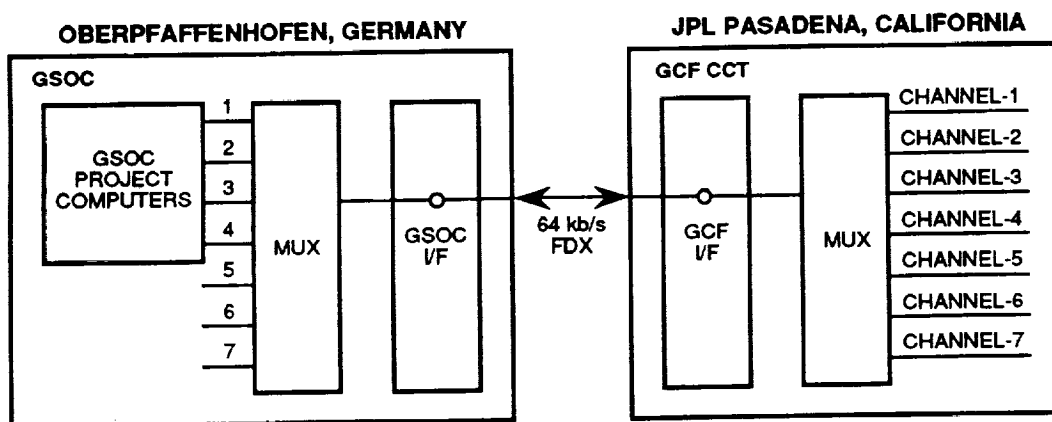 OBERPFAFFENHOFEN, GERMANY
JPL PASADENA, CALIFORNIA
GSOC
GSOC
PROJECT
COMPUTERS
1
2
3
4
5
6
7
MUX
GSOC
I/F
64 kb/s
FDX
GCF CCT
GCF
I/F
MUX
CHANNEL-1
CHANNEL-2
CHANNEL-3
CHANNEL-4
CHANNEL-5
CHANNEL-6
CHANNEL-7